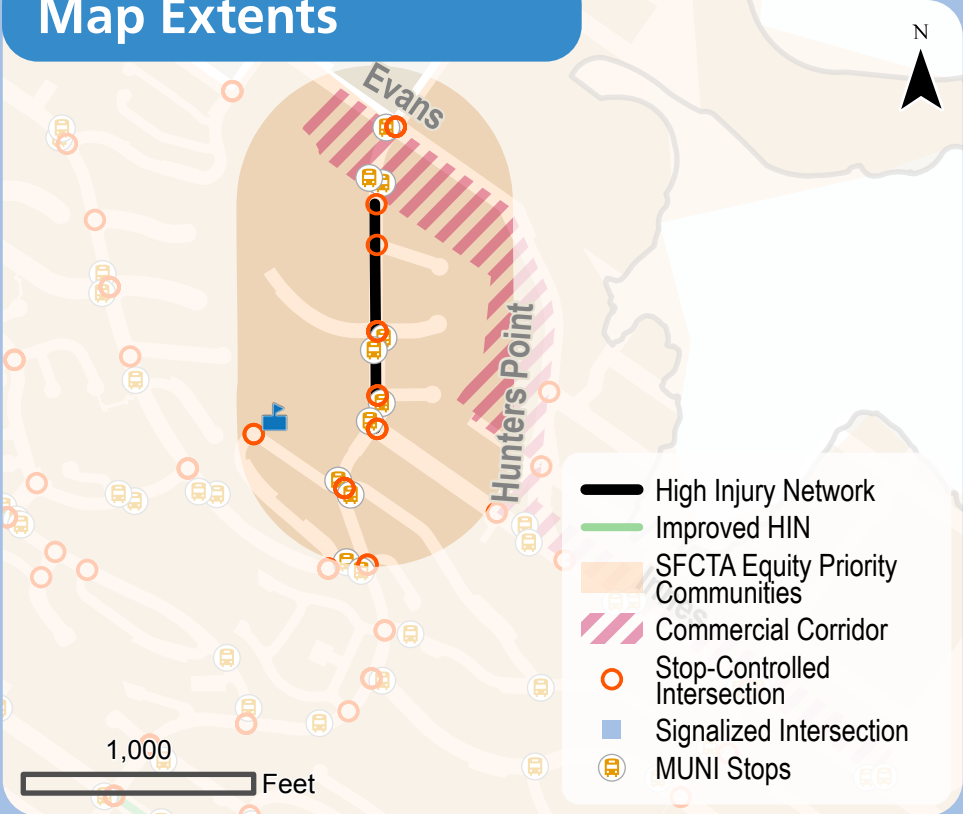 Map Extents
N
Evans
Hunters Point
High Injury Network
Improved HIN
SFCTA Equity Priority
Communities
Commercial Corridor
Stop-Controlled
Intersection
Signalized Intersection
MUNI Stops
1,000
Feet